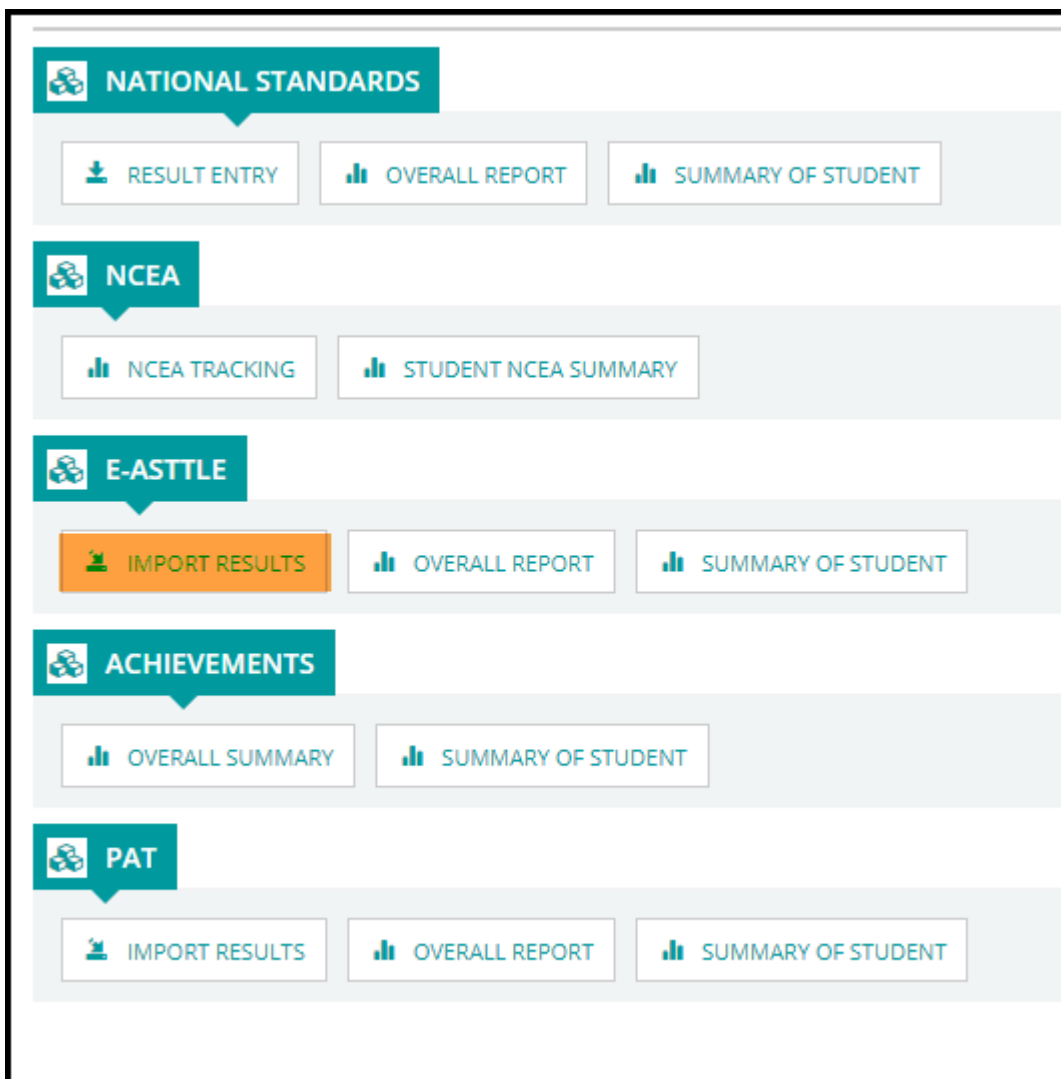 NATIONAL STANDARDS
RESULT ENTRY OVERALL REPORT SUMMARY OF STUDENT
NCEA
NCEA TRACKING STUDENT NCEA SUMMARY
E-ASTTLE
IMPORT RESULTS OVERALL REPORT SUMMARY OF STUDENT
ACHIEVEMENTS
OVERALL SUMMARY SUMMARY OF STUDENT
PAT
IMPORT RESULTS OVERALL REPORT SUMMARY OF STUDENT